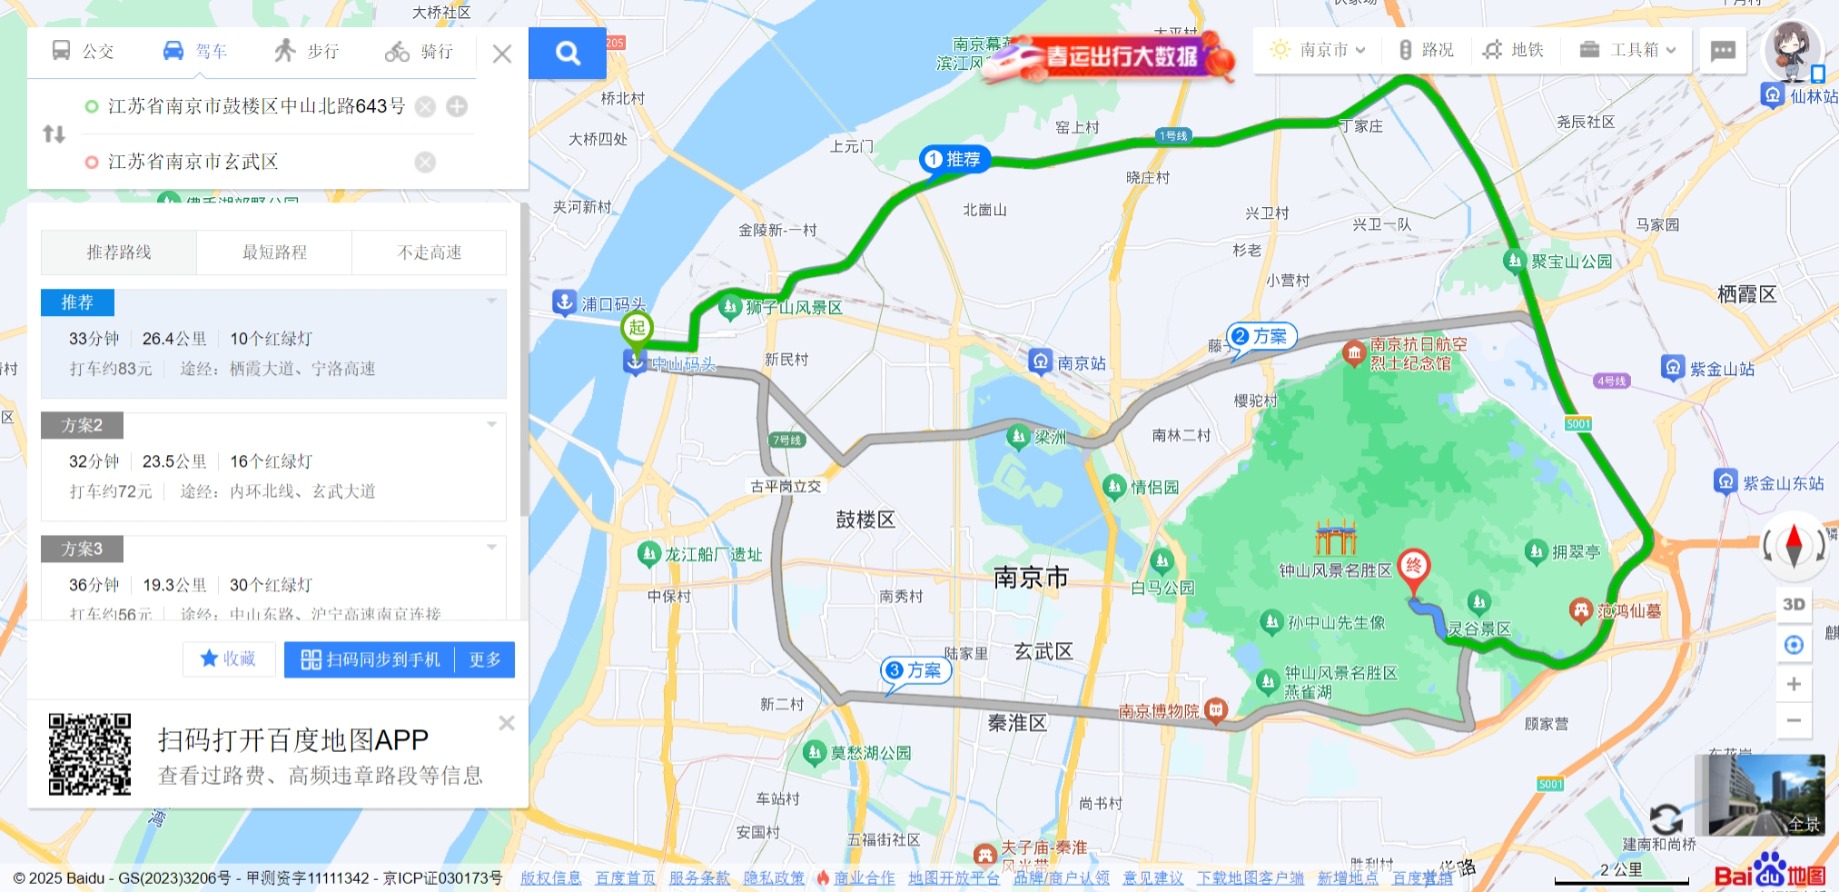 公交
驾车
步行
骑行
江苏省南京市鼓楼区中山北路643号
江苏省南京市玄武区
推荐路线
最短路程
不走高速
推荐
33分钟 26.4公里 10个红绿灯
打车约83元 途经：栖霞大道、宁洛高速
方案2
32分钟 23.5公里 16个红绿灯
打车约72元 途经：内环北线、玄武大道
方案3
36分钟 19.3公里 30个红绿灯
打车约56元 途经：中山东路、沪宁高速南京连接
收藏
扫码同步到手机
更多
扫码打开百度地图APP
查看过路费、高频违章路段等信息
大桥社区
205
春运出行大数据
南京市
路况
地铁
工具箱
仙林站
桥北村
大桥四处
上元门
窑上村
1号线
丁家庄
尧辰社区
1 推荐
晓庄村
夹河新村
金陵新一村
北崮山
兴卫村
兴卫一队
马家园
杉老
聚宝山公园
小营村
栖霞区
浦口码头
起
狮子山风景区
中山码头
新民村
南京站
2 方案
南京抗日航空
烈士纪念馆
4号线
紫金山站
樱驼村
S001
7号线
梁洲
南林二村
古平岗立交
情侣园
紫金山东站
鼓楼区
龙江船厂遗址
南京市
白马公园
钟山风景名胜区
终
拥翠亭
中保村
南秀村
孙中山先生像
灵谷景区
范鸿仙墓
3D
陆家里
玄武区
3 方案
钟山风景名胜区
燕雀湖
新二村
秦淮区
南京博物院
顾家营
莫愁湖公园
S001
车站村
尚书村
安国村
五福街社区
夫子庙-秦淮
风光带
胜利村
建南和尚桥
全景
2 公里
Bai 地图
© 2025 Baidu - GS(2023)3206号 - 甲测资字11111342 - 京ICP证030173号 版权信息 百度首页 服务条款 隐私政策 商业合作 地图开放平台 品牌/商户认领 意见建议 下载地图客户端 新增地点 百度营销